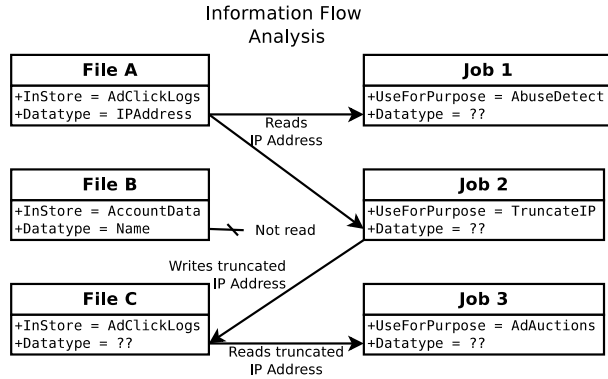 Information Flow
Analysis
File A
+InStore = AdClickLogs
+Datatype = IPAddress
Job 1
+UseForPurpose = AbuseDetect
+Datatype = ??
Reads
IP Address
File B
+InStore = AccountData
+Datatype = Name
Not read
Job 2
+UseForPurpose = TruncateIP
+Datatype = ??
Writes truncated
IP Address
File C
+InStore = AdClickLogs
+Datatype = ??
Reads truncated
IP Address
Job 3
+UseForPurpose = AdAuctions
+Datatype = ??